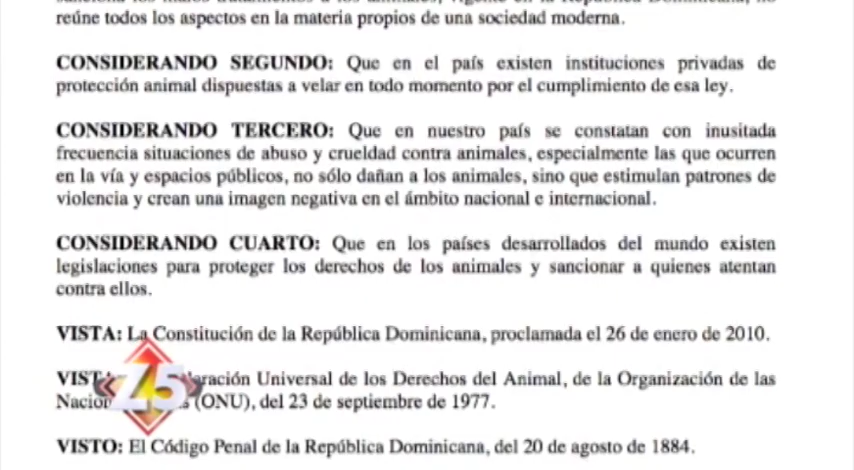 reúne todos los aspectos en la materia propios de una sociedad moderna.
CONSIDERANDO SEGUNDO: Que en el país existen instituciones privadas de
protección animal dispuestas a velar en todo momento por el cumplimiento de esa ley.
CONSIDERANDO TERCERO: Que en nuestro país se constatan con inusitada
frecuencia situaciones de abuso y crueldad contra animales, especialmente las que ocurren
en la vía y espacios públicos, no sólo dañan a los animales, sino que estimulan patrones de
violencia y crean una imagen negativa en el ámbito nacional e internacional.
CONSIDERANDO CUARTO: Que en los países desarrollados del mundo existen
legislaciones para proteger los derechos de los animales y sancionar a quienes atentan
contra ellos.
VISTA: La Constitución de la República Dominicana, proclamada el 26 de enero de 2010.
Universal de los Derechos del Animal, de la Organización de las
(ONU), del 23 de septiembre de 1977.
Z5
VISTO: El Código Penal de la República Dominicana, del 20 de agosto de 1884.